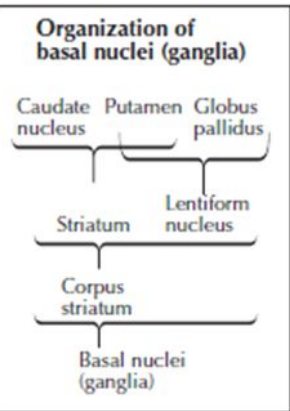 Organization of
basal nuclei (ganglia)
Caudate Putamen Globus
nucleus pallidus
Lentiform
Striatum nucleus
Corpus
striatum
Basal nuclei
(ganglia)